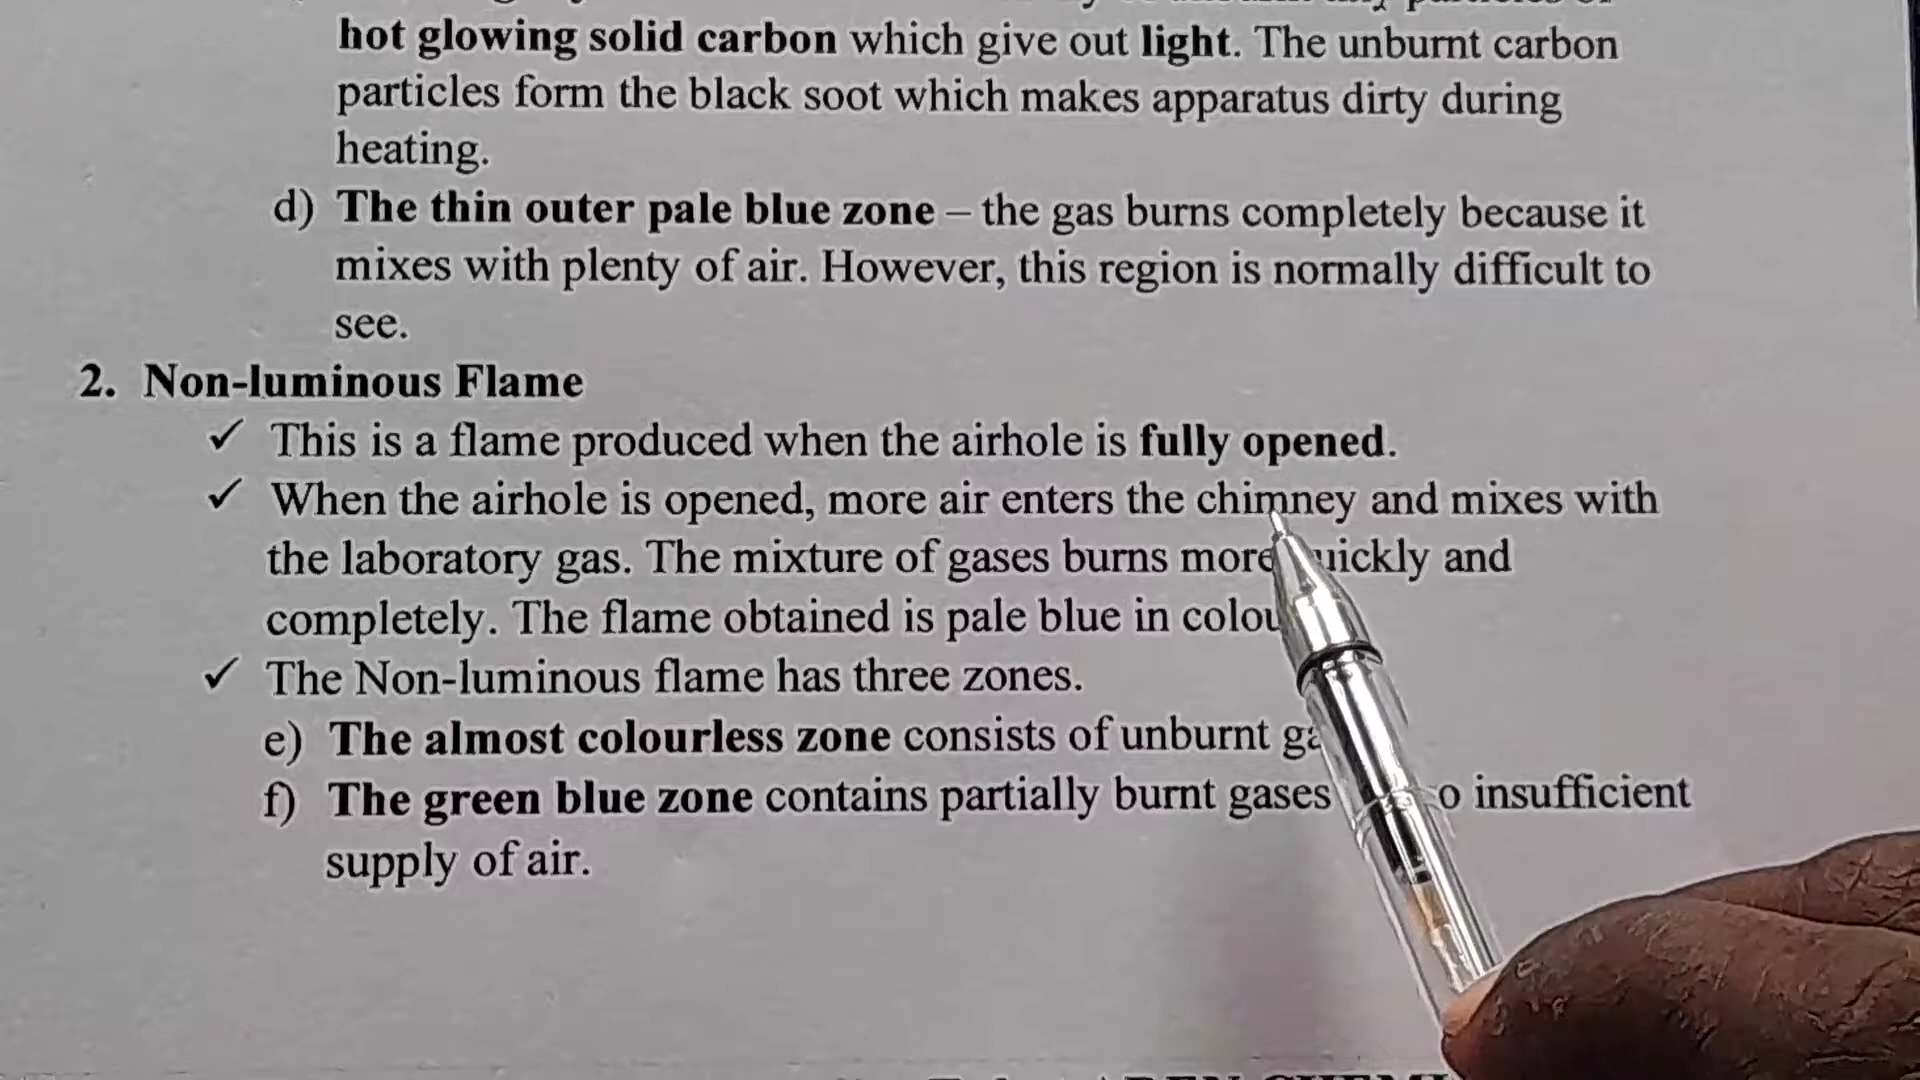 hot glowing solid carbon which give out light. The unburnt carbon
particles form the black soot which makes apparatus dirty during
heating.
d) The thin outer pale blue zone – the gas burns completely because it
mixes with plenty of air. However, this region is normally difficult to
see.
2. Non-luminous Flame
✓ This is a flame produced when the airhole is fully opened.
✓ When the airhole is opened, more air enters the chimney and mixes with
the laboratory gas. The mixture of gases burns more quickly and
completely. The flame obtained is pale blue in
✓ The Non-luminous flame has three zones.
e) The almost colourless zone consists of unburnt
f) The green blue zone contains partially burnt gases insufficient
supply of air.